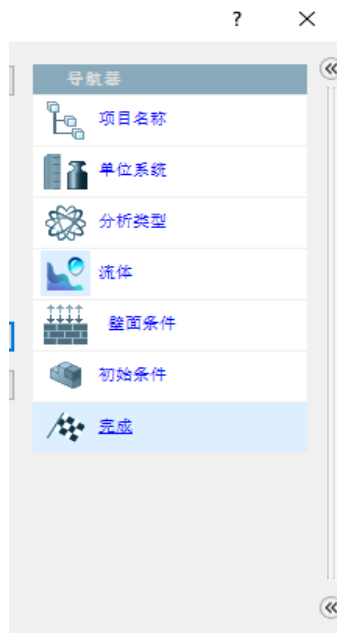 ?
导航器
项目名称
单位系统
分析类型
流体
壁面条件
初始条件
完成